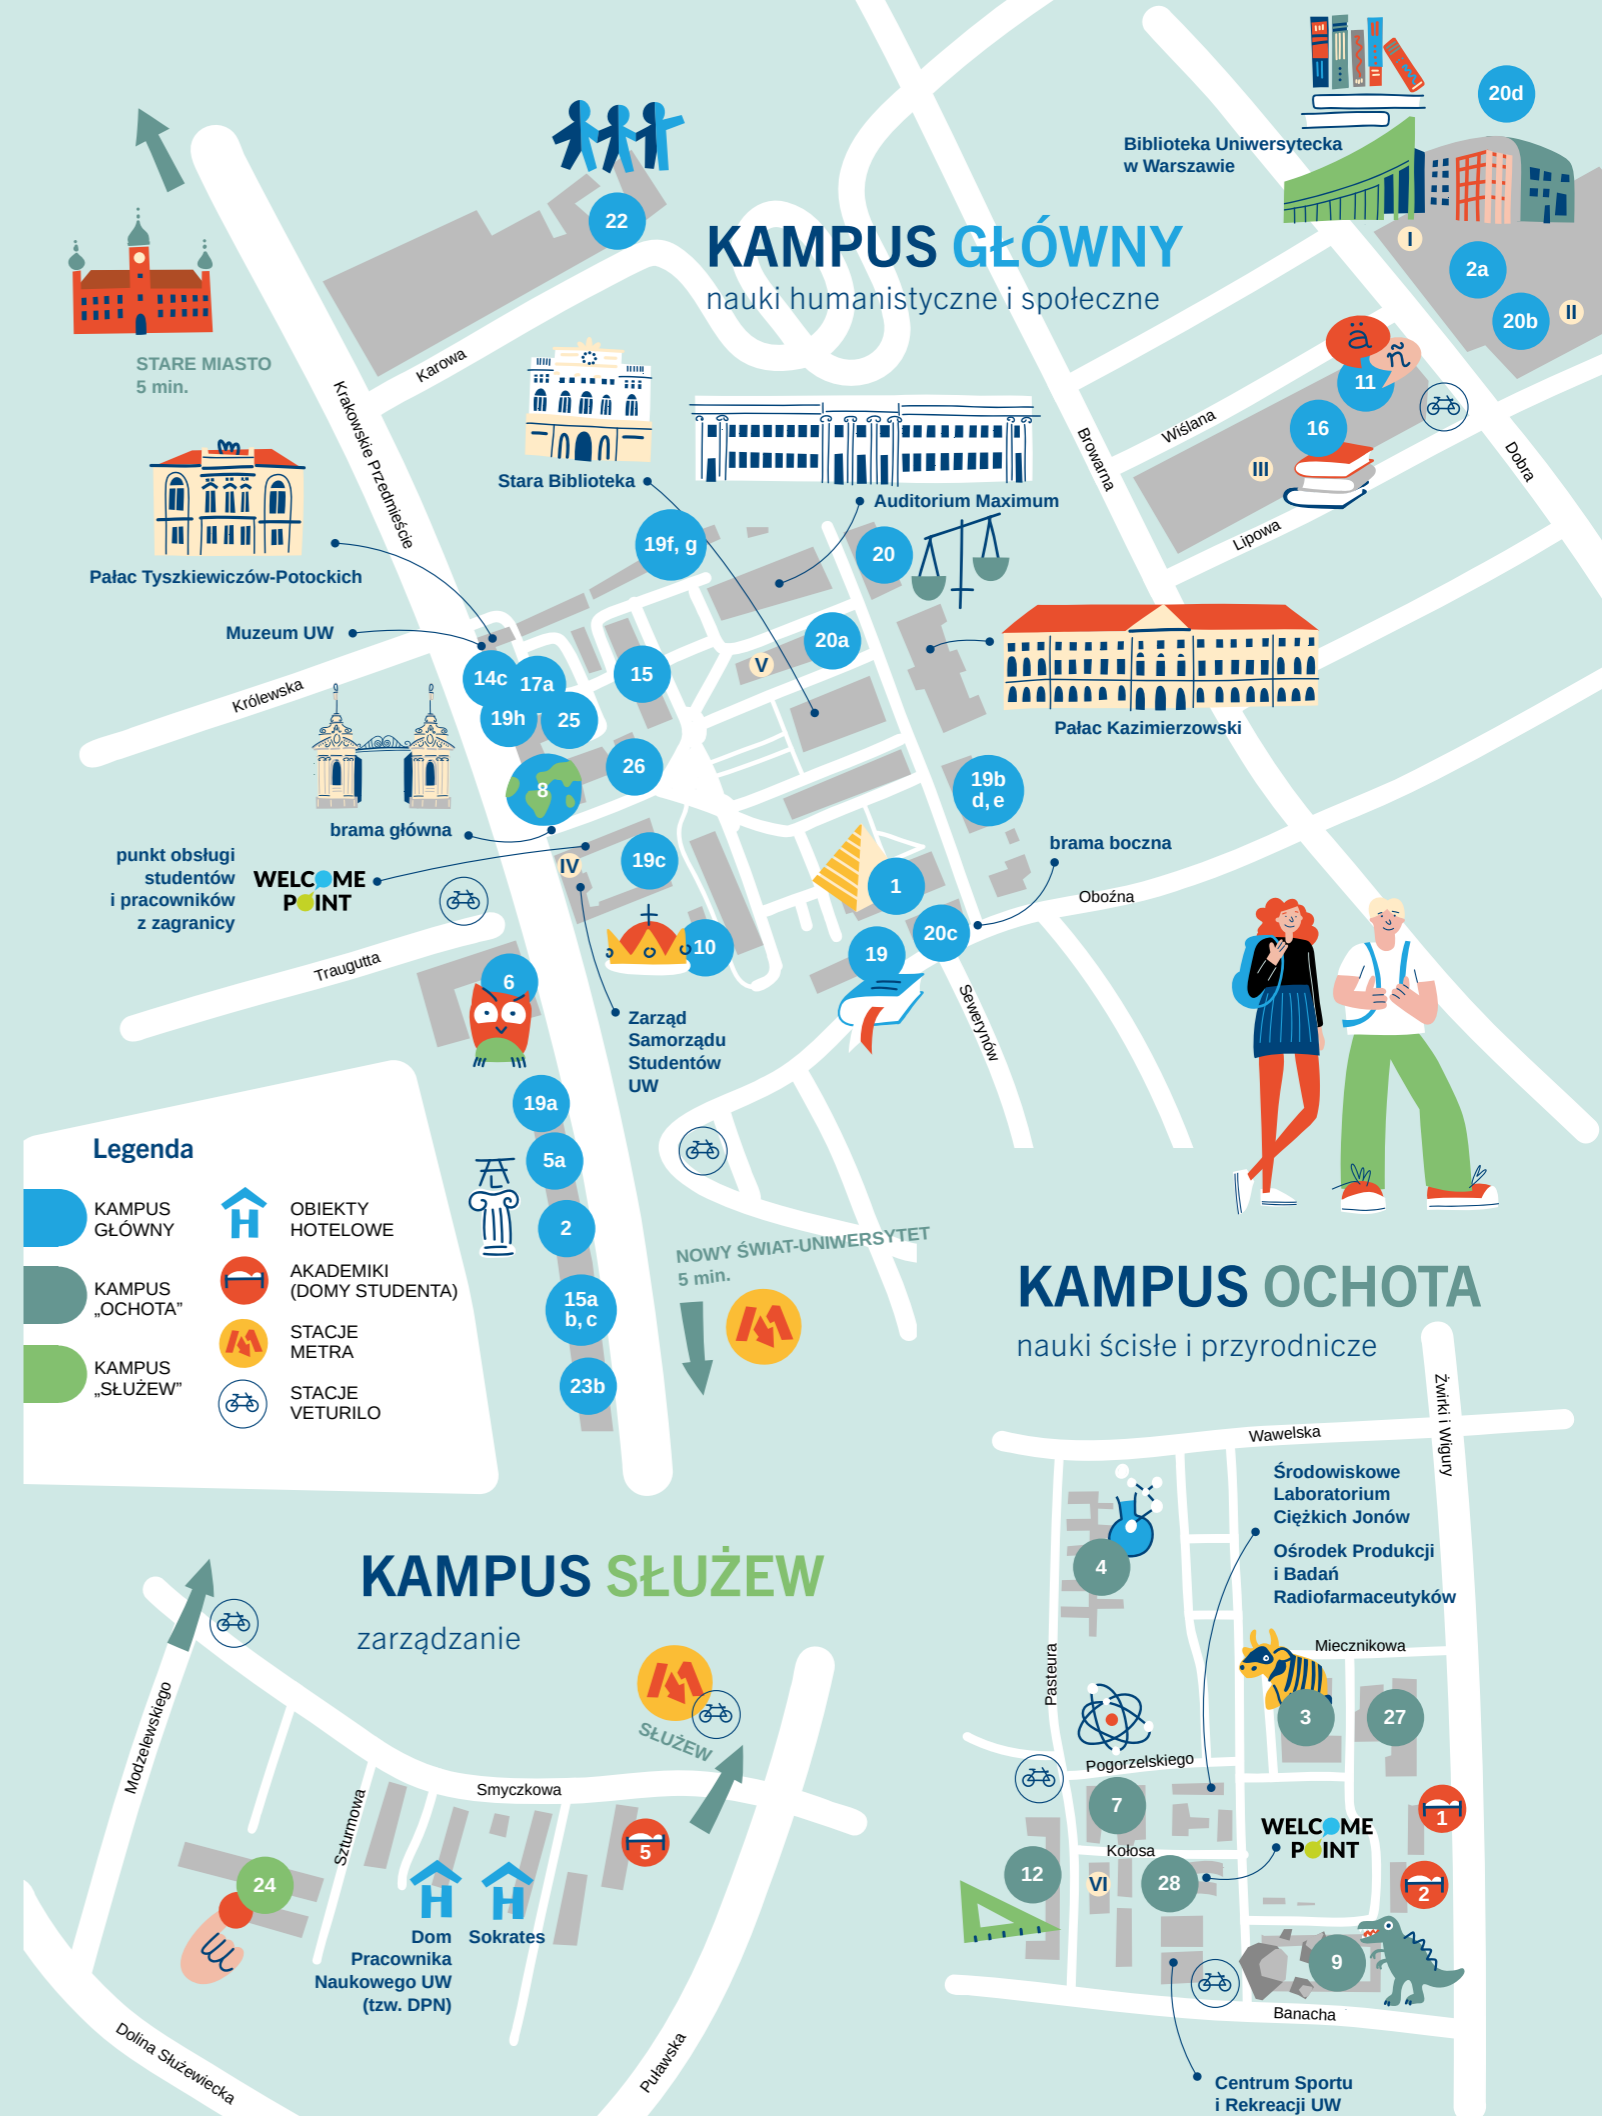 20d
Biblioteka Uniwersytecka
w Warszawie
I
22
KAMPUS GŁÓWNY
nauki humanistyczne i społeczne
2a
20b
II
STARE MIASTO
5 min.
Karowa
Krakowskie Przedmieście
ä
ñ
11
16
III
Wiślana
Browarna
Dobra
Lipowa
Stara Biblioteka
Auditorium Maximum
19f, g
20
Pałac Tyszkiewiczów-Potockich
Muzeum UW
20a
V
14c
17a
15
Królewska
19h
25
Pałac Kazimierzowski
26
8
19b
d, e
brama główna
punkt obsługi
studentów
i pracowników
z zagranicy
WELCOME
POINT
IV
19c
brama boczna
1
Oboźna
20c
10
19
Traugutta
6
Zarząd
Samorządu
Studentów
UW
Sewerynów
19a
5a
2
15a
b, c
23b
NOWY ŚWIAT-UNIWERSYTET
5 min.
Legenda
KAMPUS
GŁÓWNY
OBIEKTY
HOTELOWE
KAMPUS
„OCHOTA”
AKADEMIKI
(DOMY STUDENTA)
STACJE
METRA
KAMPUS
„SŁUŻEW”
STACJE
VETURILO
KAMPUS OCHOTA
nauki ścisłe i przyrodnicze
Żwirki i Wigury
Wawelska
Środowiskowe
Laboratorium
Ciężkich Jonów
Ośrodek Produkcji
i Badań
Radiofarmaceutyków
4
Pasteura
Miecznikowa
3
27
Pogorzelskiego
7
1
WELCOME
POINT
Kołosa
12
VI
28
2
9
Banacha
Centrum Sportu
i Rekreacji UW
KAMPUS SŁUŻEW
zarządzanie
SŁUŻEW
Modzelewskiego
Smyczkowa
Szturmowa
5
24
H
H
Dom
Pracownika
Naukowego UW
(tzw. DPN)
Sokrates
Dolina Służewiecka
Puławska